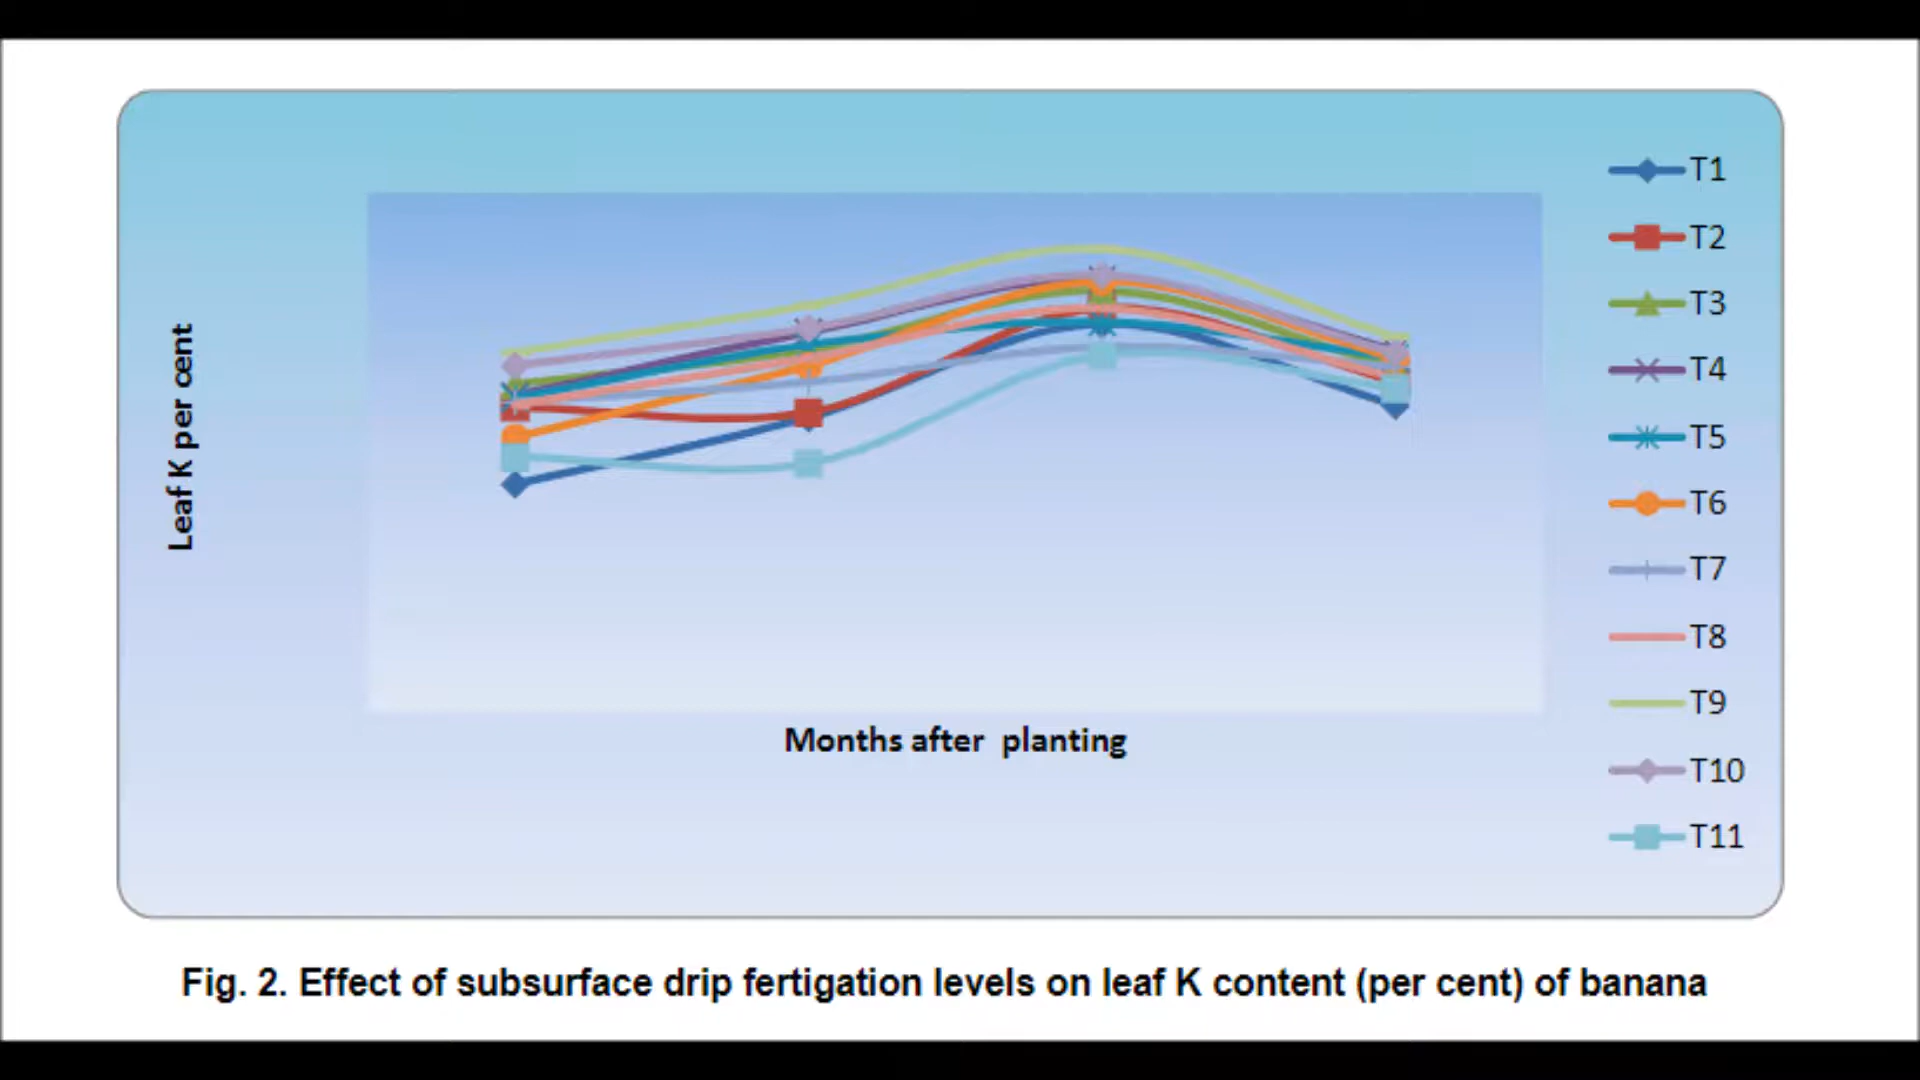 Leaf K per cent
Months after planting
T1
T2
T3
T4
T5
T6
T7
T8
T9
T10
T11
Fig. 2. Effect of subsurface drip fertigation levels on leaf K content (per cent) of banana